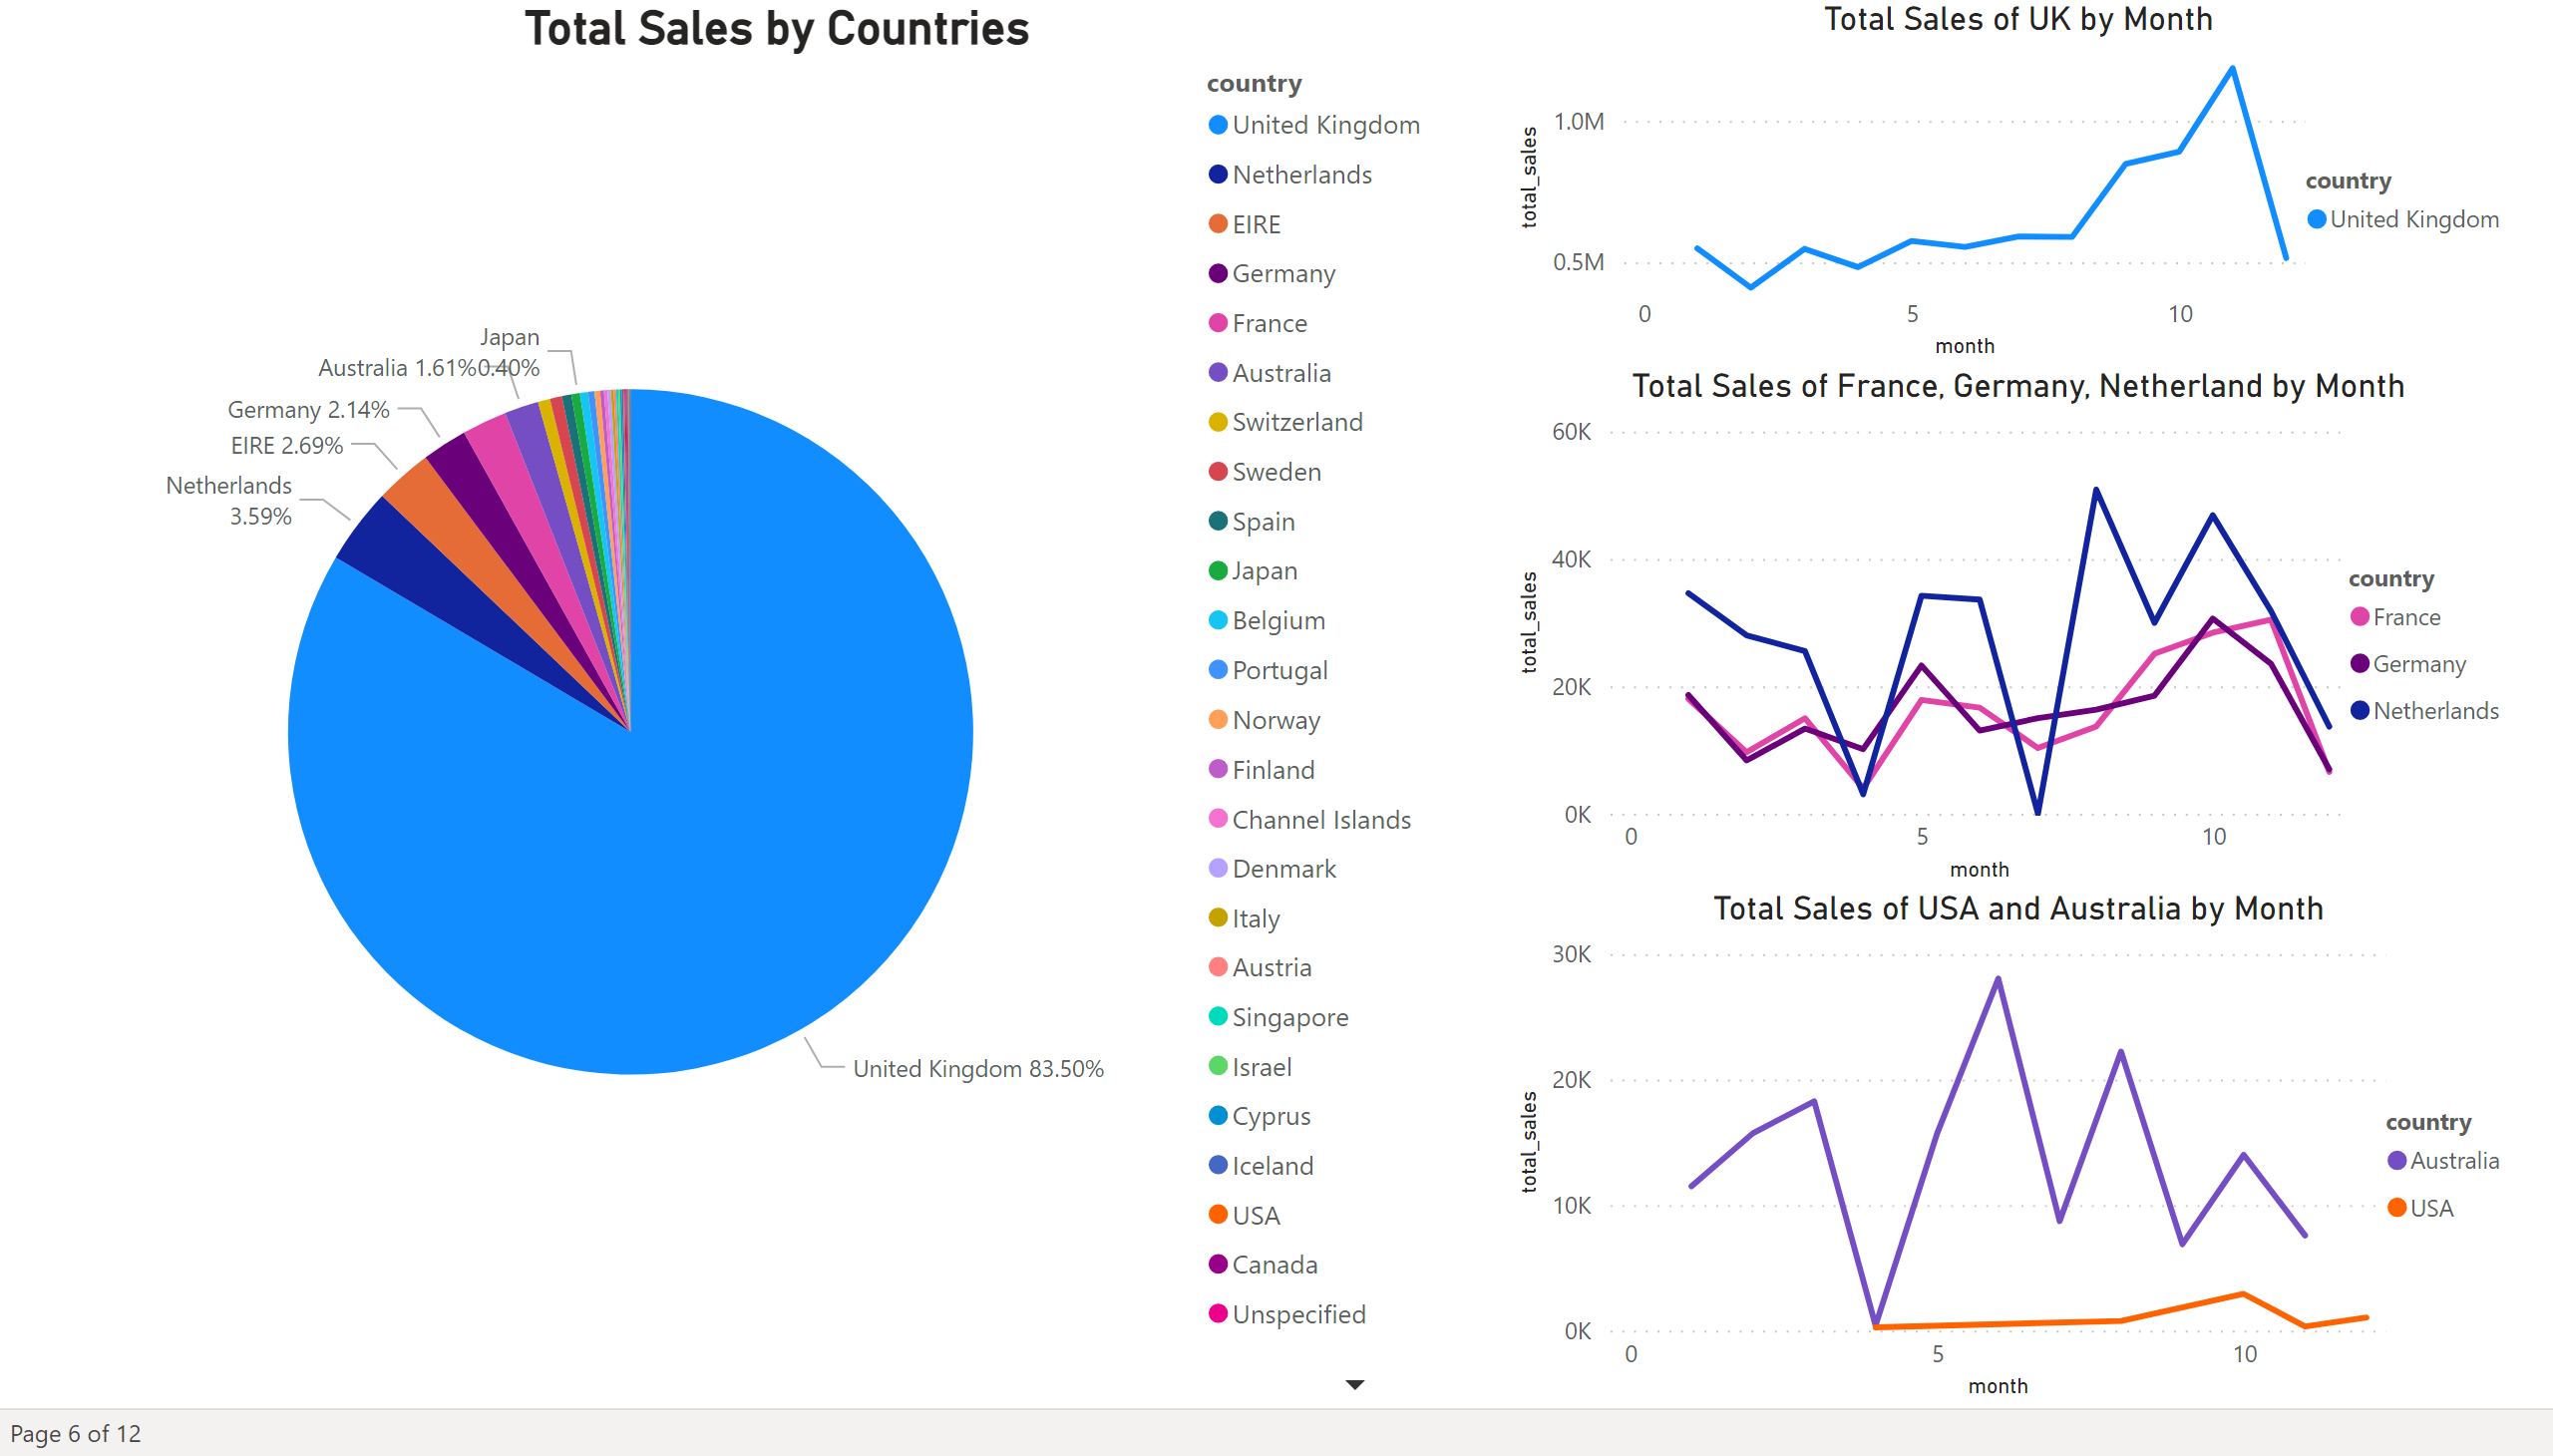 Total Sales by Countries
Japan
Australia 1.61%0.40%
Germany 2.14%
EIRE 2.69%
Netherlands
3.59%
United Kingdom 83.50%
country
United Kingdom
Netherlands
EIRE
Germany
France
Australia
Switzerland
Sweden
Spain
Japan
Belgium
Portugal
Norway
Finland
Channel Islands
Denmark
Italy
Austria
Singapore
Israel
Cyprus
Iceland
USA
Canada
Unspecified
Total Sales of UK by Month
total_sales
1.0M
0.5M
0 5 10
month
country
United Kingdom
Total Sales of France, Germany, Netherland by Month
total_sales
60K
40K
20K
0K
0 5 10
month
country
France
Germany
Netherlands
Total Sales of USA and Australia by Month
total_sales
30K
20K
10K
0K
0 5 10
month
country
Australia
USA
Page 6 of 12